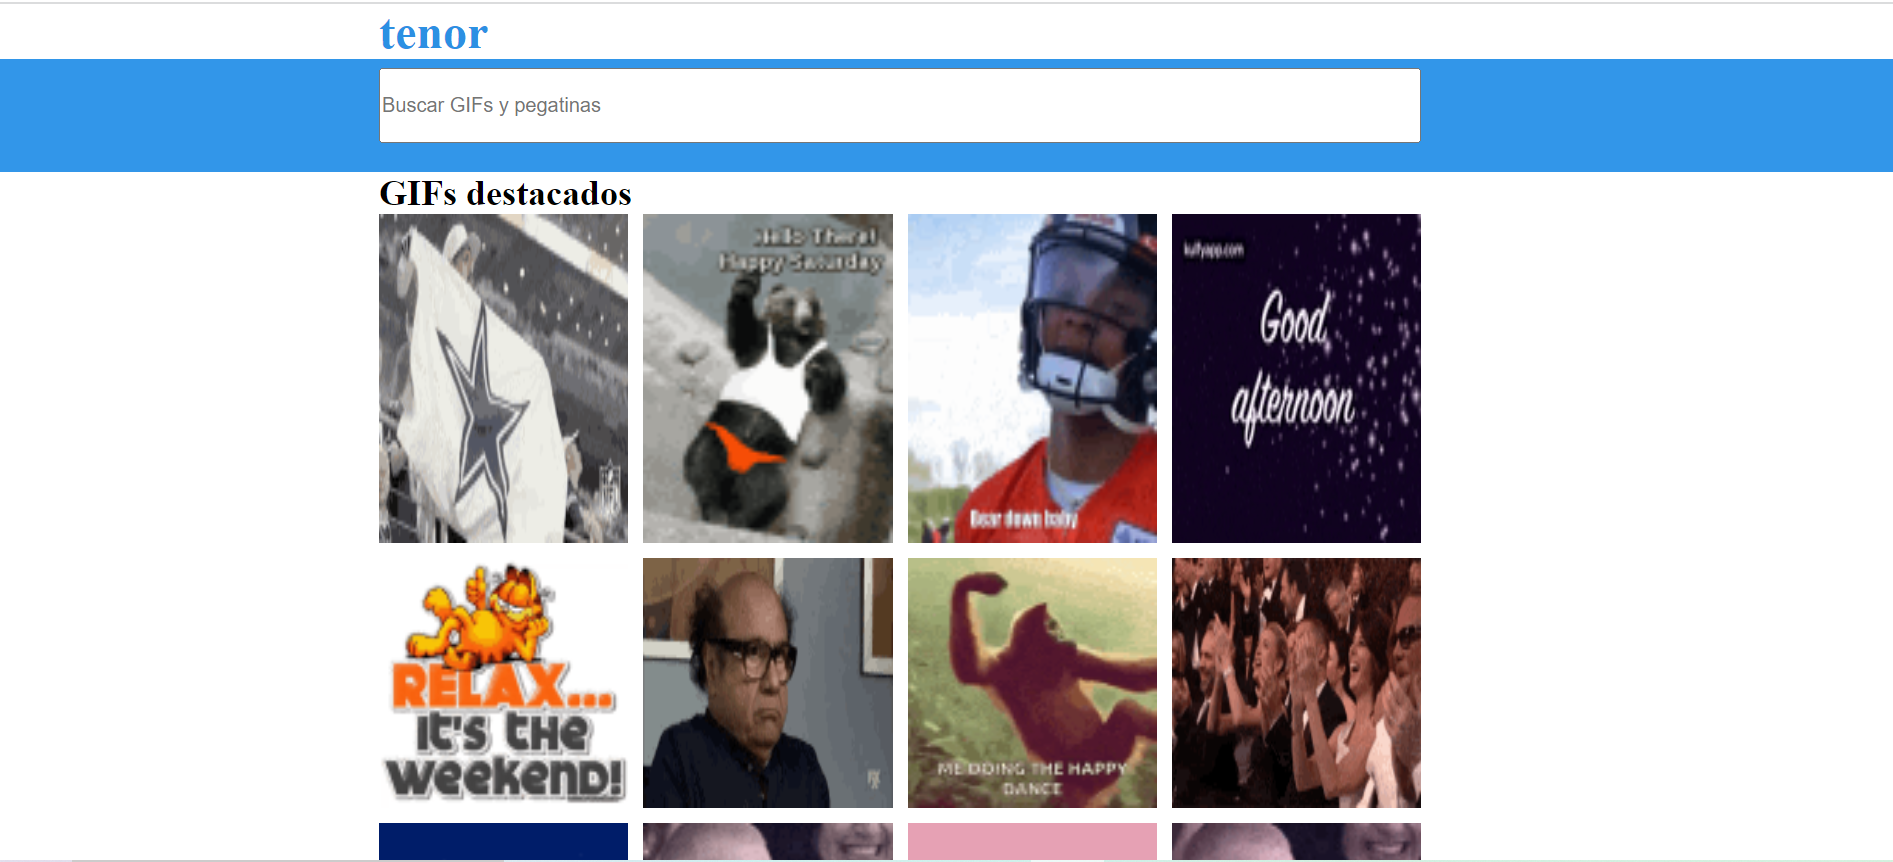 tenor
Buscar GIFs y pegatinas
GIFs destacados
Hello There!
Happy Saturday
kulfyapp.com
Good
afternoon
NFL
Bear down baby
RELAX...
it's the
weekend!
FX
ME DOING THE HAPPY
DANCE